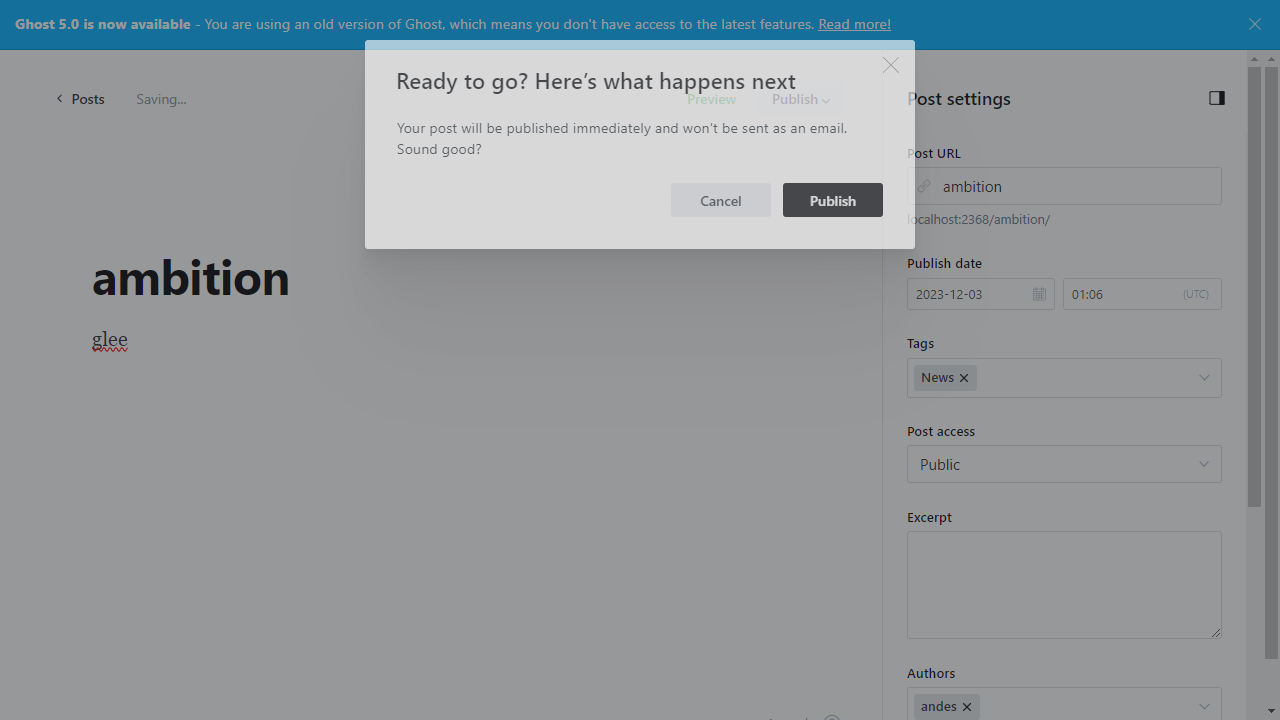 Ghost 5.0 is now available - You are using an old version of Ghost, which means you don't have access to the latest features. Read more!
Ready to go? Here's what happens next
Posts
Saving...
Preview
Publish
Your post will be published immediately and won't be sent as an email.
Sound good?
Cancel
Publish
ambition
glee
Post settings
Post URL
ambition
localhost:2368/ambition/
Publish date
2023-12-03
01:06
(UTC)
Tags
News
Post access
Public
Excerpt
Authors
andes